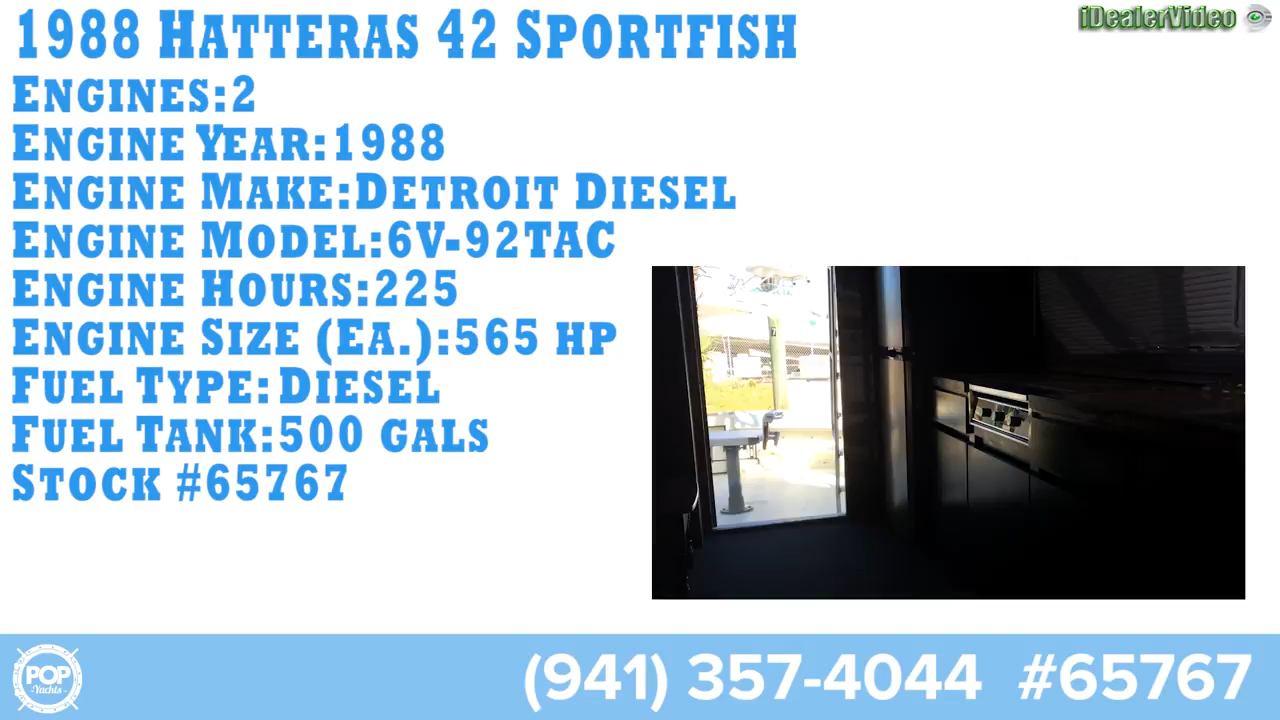 1988 Hatteras 42 Sportfish
iDealerVideo
Engines:2
Engine Year:1988
Engine Make:Detroit Diesel
Engine Model:6V-92TAC
Engine Hours:225
Engine Size (Ea.):565 hp
Fuel Type:Diesel
Fuel Tank:500 gals
Stock #65767
7
POP
-Yachts-
(941) 357-4044 #65767